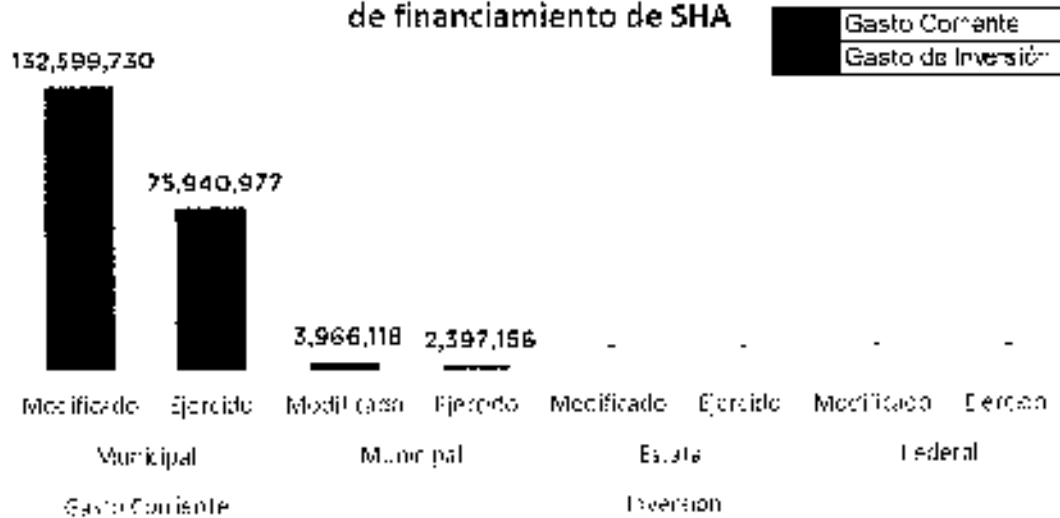 de financiamiento de SHA
Gasto Corriente
Gasto de Inversión
132,599,730
75,940,977
3,966,118 2,397,156 - - - -
Modificado Ejercido Modificado Ejercido Modificado Ejercido Modificado Ejercido
Municipal Municipal Estatal Federal
Gasto Corriente Inversión